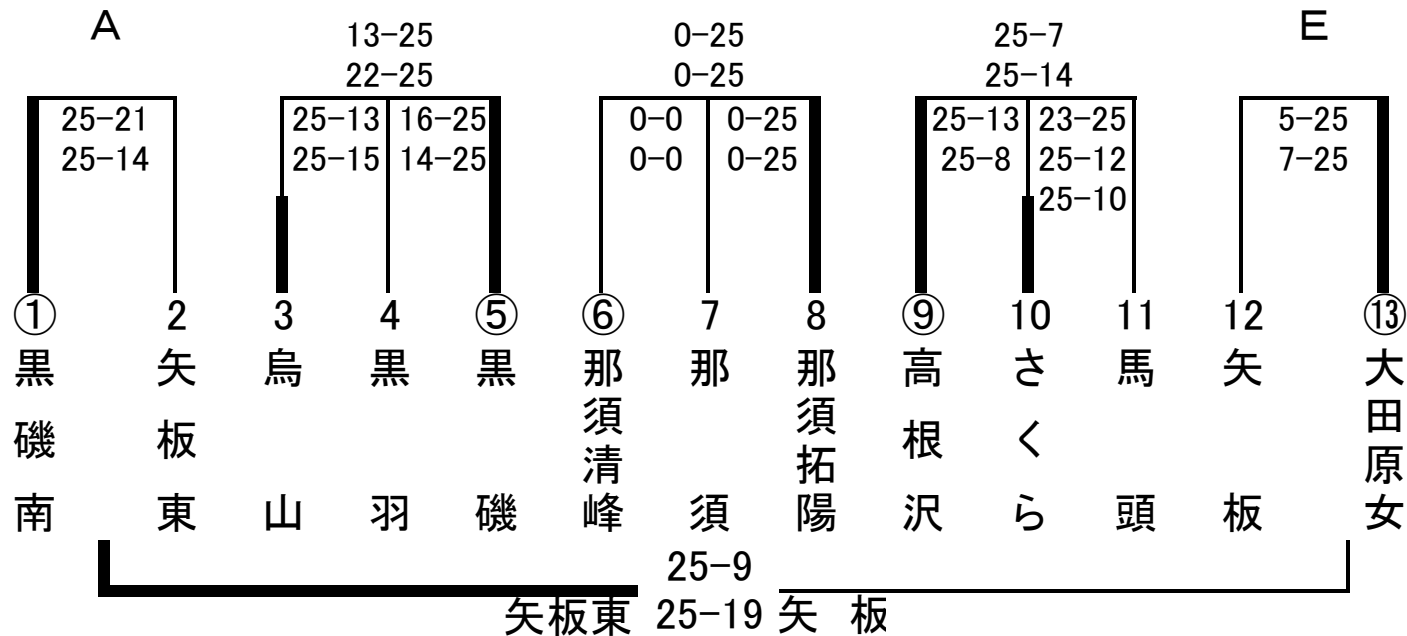 A 13-25 0-25 25-7 E
22-25 0-25 25-14
25-21 25-13 16-25 0-0 0-25 25-13 23-25 5-25
25-14 25-15 14-25 0-0 0-25 25-8 25-12 7-25
25-10
① 2 3 4 ⑤ ⑥ 7 8 ⑨ 10 11 12 ⑬
黒磯南
矢板東
烏山
黒羽
黒磯
那須清峰
那須
那須拓陽
高根沢
さくら
馬頭
矢板
大田原女
25-9
矢板東 25-19 矢板